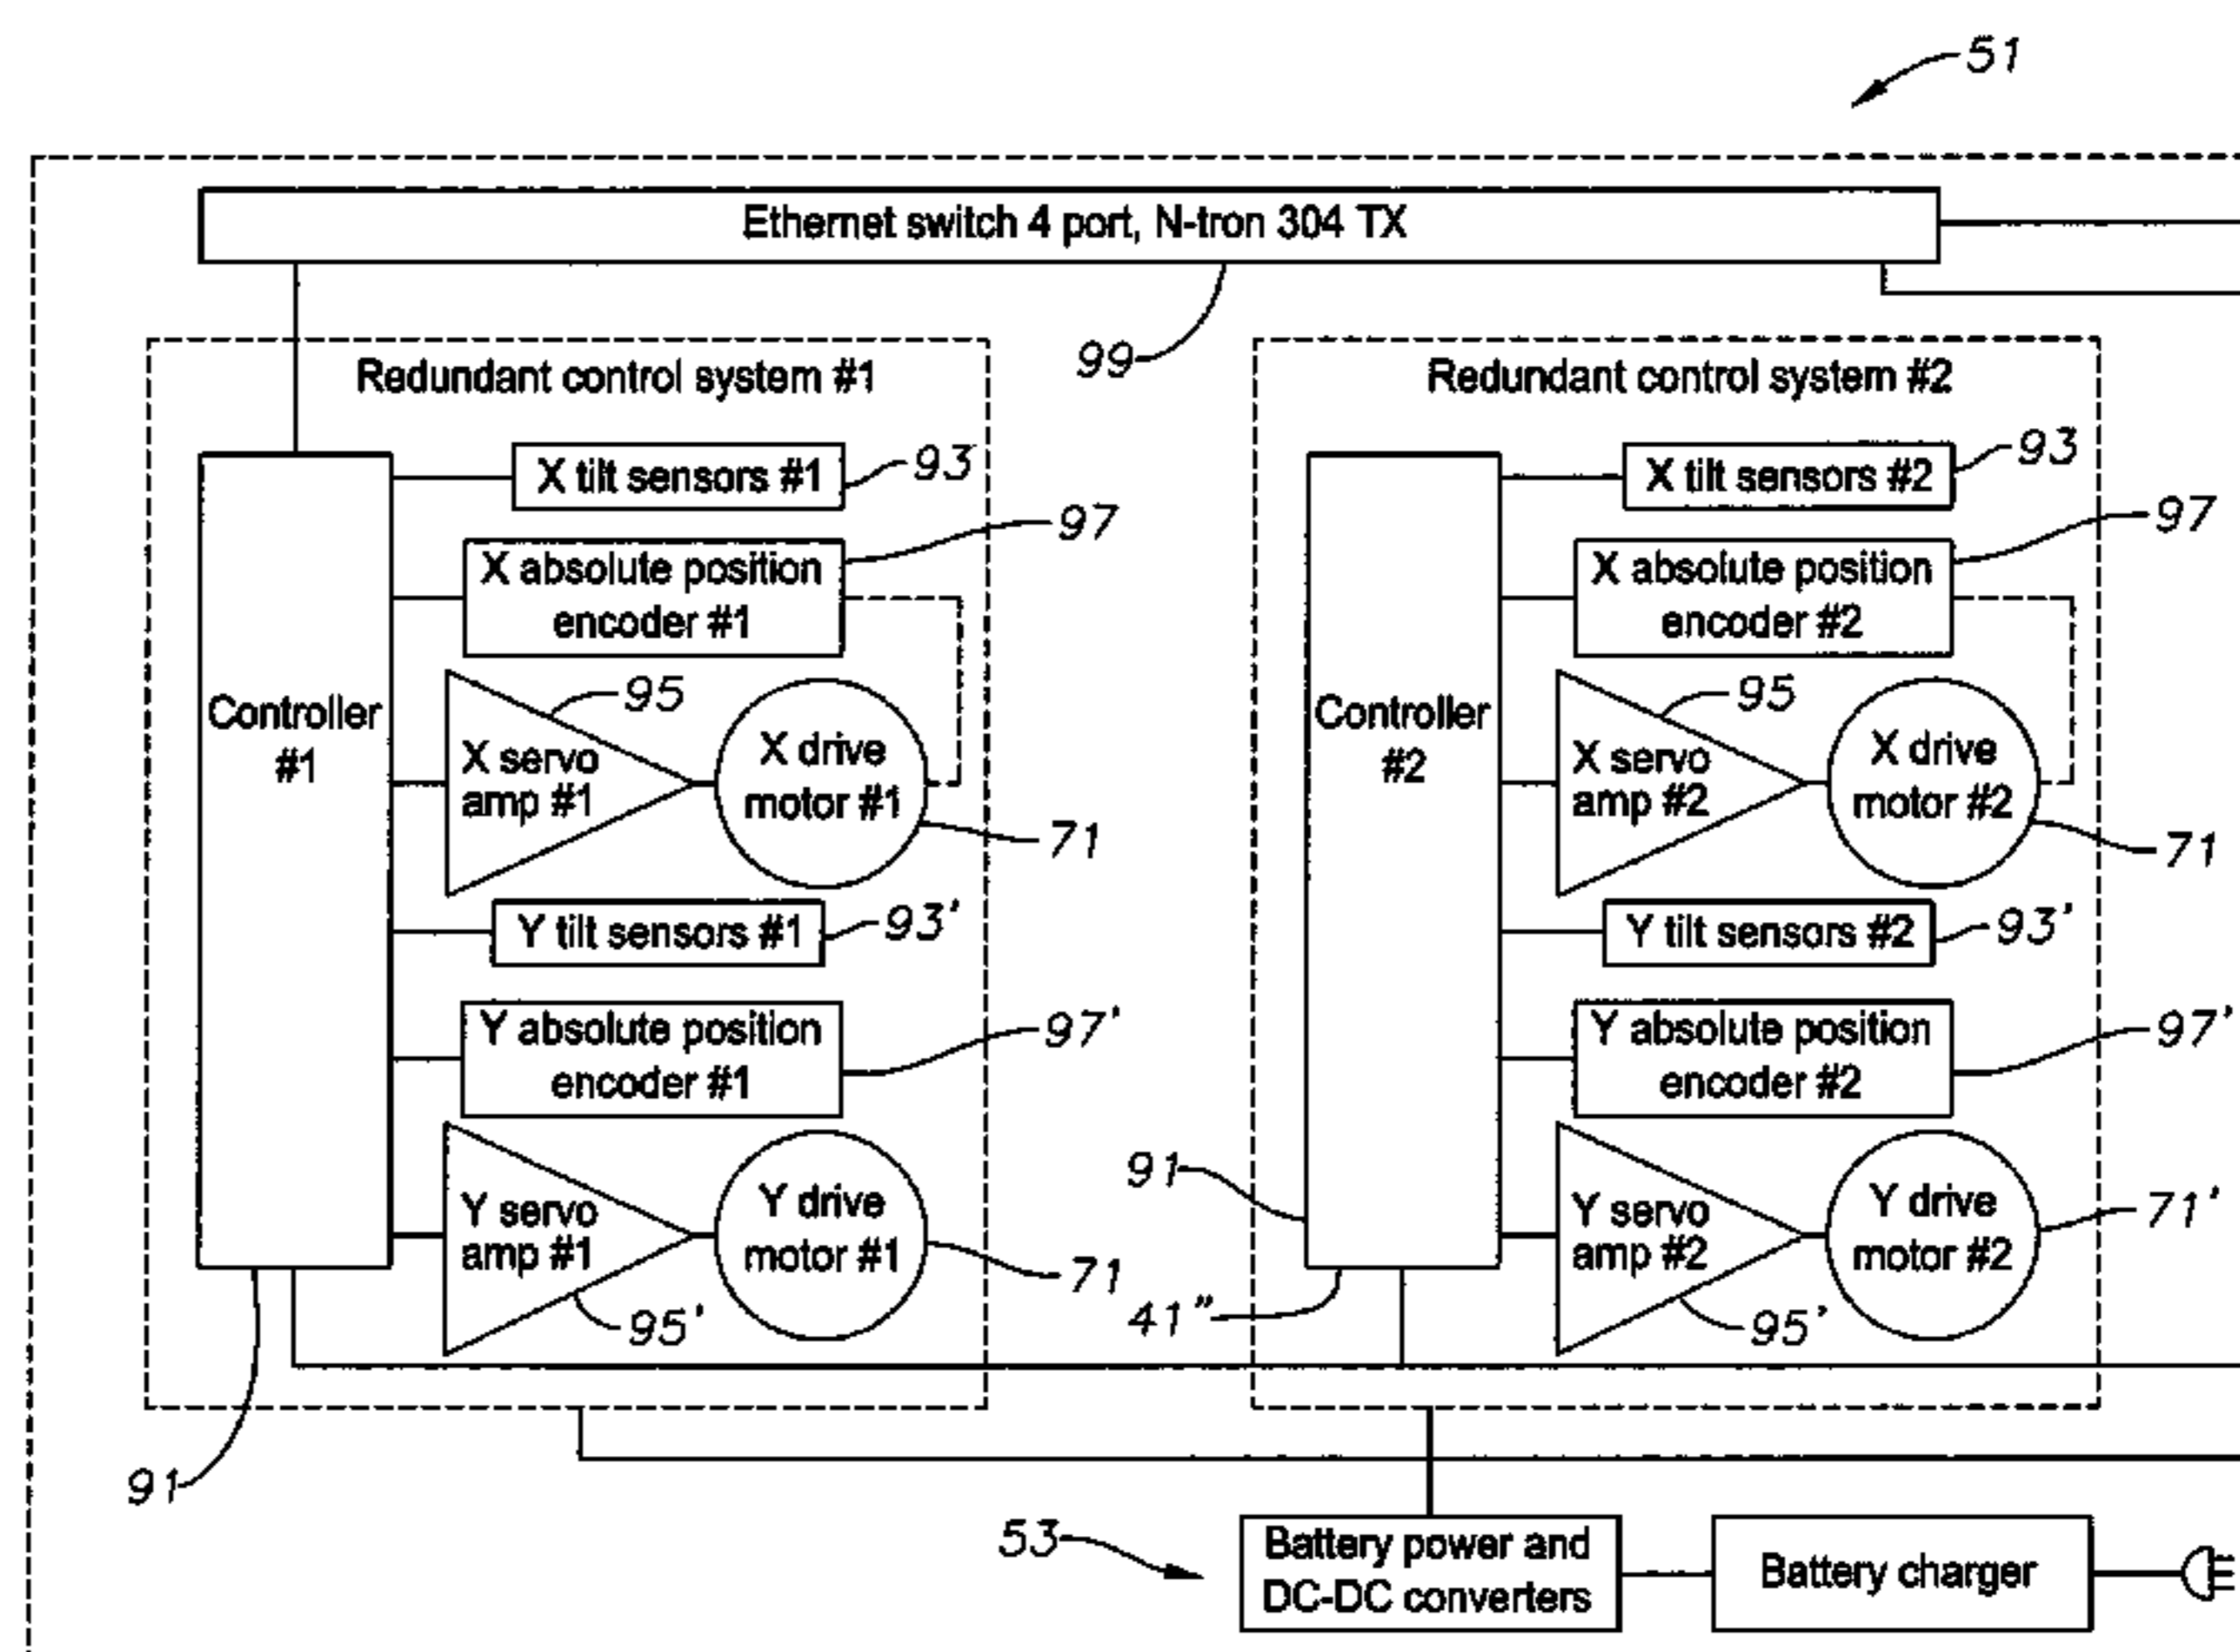 51
Ethernet switch 4 port, N-tron 304 TX
99
Redundant control system #1
X tilt sensors #1
93
X absolute position
encoder #1
97
Controller
#1
95
X servo
amp #1
X drive
motor #1
71
Y tilt sensors #1
93'
Y absolute position
encoder #1
97'
Y servo
amp #1
95'
Y drive
motor #1
71
91
Redundant control system #2
X tilt sensors #2
93
X absolute position
encoder #2
97
Controller
#2
95
X servo
amp #2
X drive
motor #2
71
Y tilt sensors #2
93'
Y absolute position
encoder #2
97'
91
41"
Y servo
amp #2
95'
Y drive
motor #2
71'
53
Battery power and
DC-DC converters
Battery charger